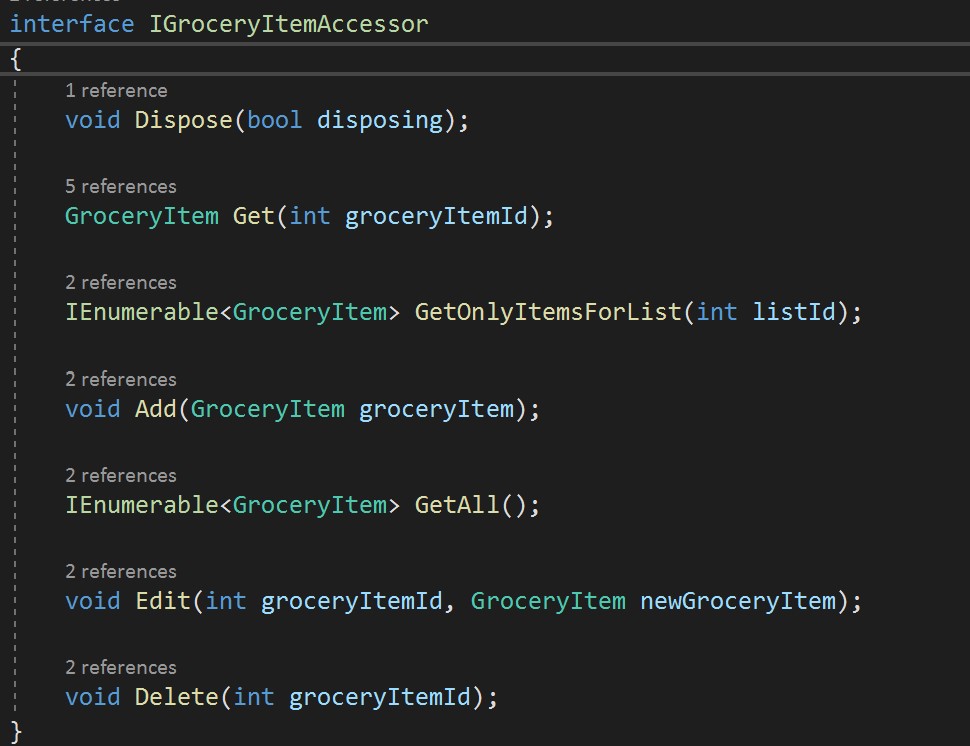 interface IGroceryItemAccessor
{
1 reference
void Dispose(bool disposing);
5 references
GroceryItem Get(int groceryItemId);
2 references
IEnumerable<GroceryItem> GetOnlyItemsForList(int listId);
2 references
void Add(GroceryItem groceryItem);
2 references
IEnumerable<GroceryItem> GetAll();
2 references
void Edit(int groceryItemId, GroceryItem newGroceryItem);
2 references
void Delete(int groceryItemId);
}